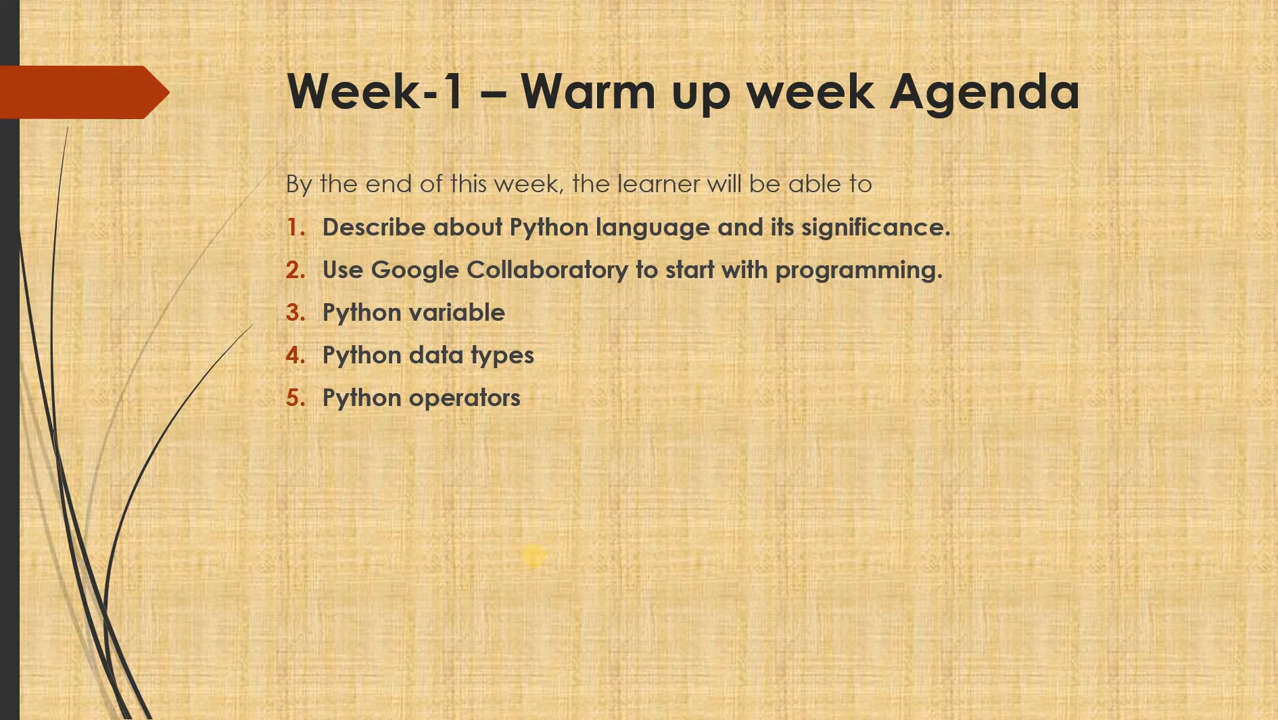 Week-1 – Warm up week Agenda
By the end of this week, the learner will be able to
1. Describe about Python language and its significance.
2. Use Google Collaboratory to start with programming.
3. Python variable
4. Python data types
5. Python operators